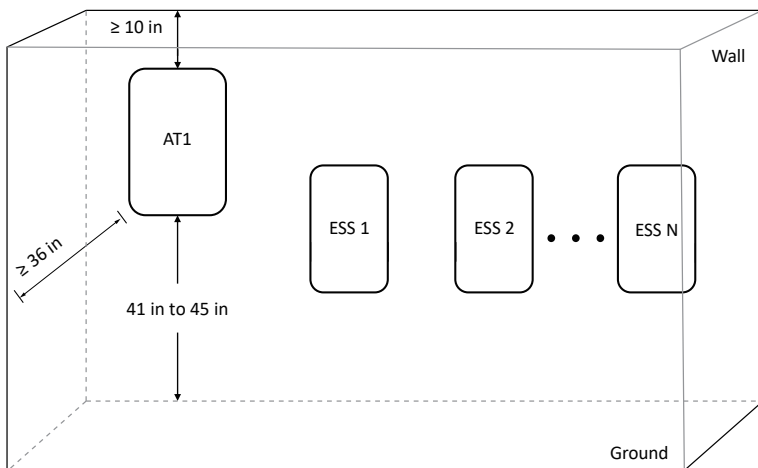 ≥ 10 in
Wall
AT1
ESS 1
ESS 2
ESS N
≥ 36 in
41 in to 45 in
Ground